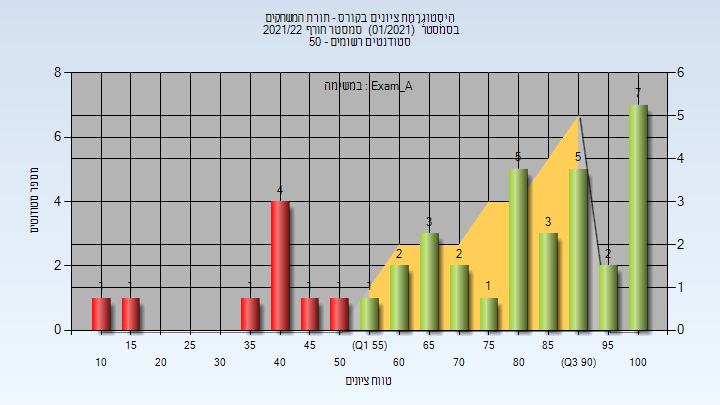 היסטוגרמת ציונים בקורס - תורת המשחקים
בסמסטר (01/2021) סמסטר חורף 2021/22
סטודנטים רשומים - 50
במשימה : Exam_A
מספר סטודנטים
8
6
4
2
0
6
5
4
3
2
1
0
1 1 1 4 1 1 1 2 3 2 1 5 3 5 2 7
15 25 35 45 (Q1 55) 65 75 85 95
10 20 30 40 50 60 70 80 (Q3 90) 100
טווח ציונים